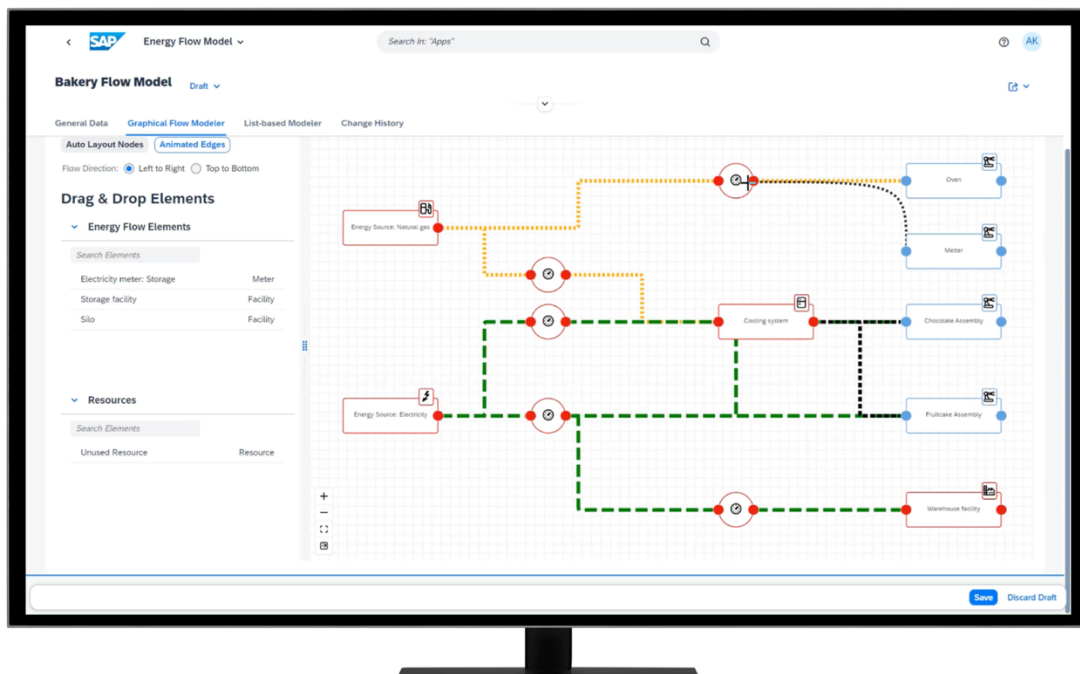 SAP Energy Flow Model Search In: "Apps" AK
Bakery Flow Model Draft
General Data Graphical Flow Modeler List-based Modeler Change History
Auto Layout Nodes Animated Edges
Flow Direction: Left to Right Top to Bottom
Drag & Drop Elements
Energy Flow Elements
Search Elements
Electricity meter: Storage Meter
Storage facility Facility
Silo Facility
Resources
Search Elements
Unused Resource Resource
Energy Source: Natural gas
Oven
Meter
Cooling system
Chocolate Assembly
Energy Source: Electricity
Fruitcake Assembly
Warehouse facility
Save Discard Draft